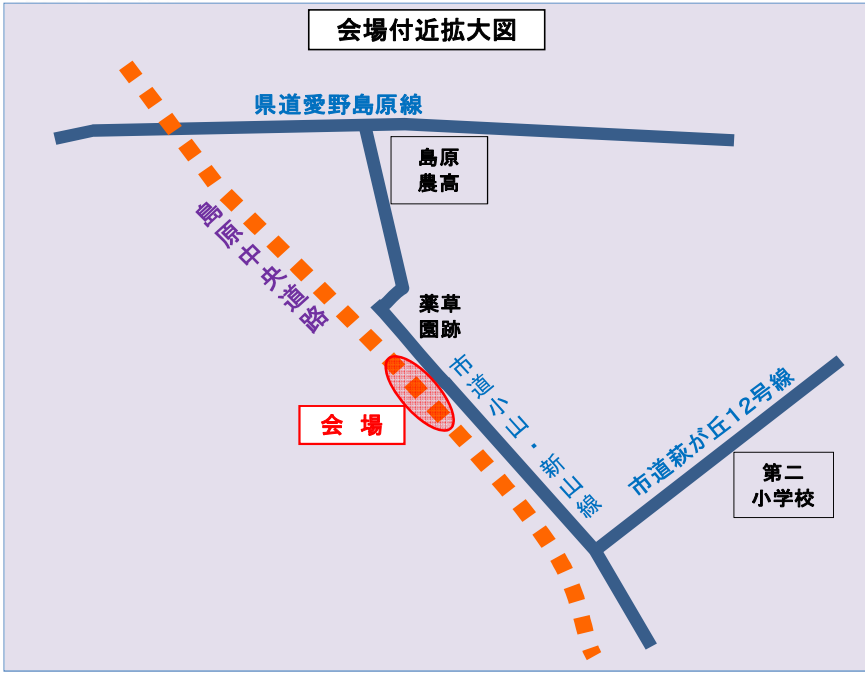 会場付近拡大図
県道愛野島原線
島原
農高
島原中央道路
薬草
園跡
市道小山・新山線
会 場
市道萩が丘12号線
第二
小学校